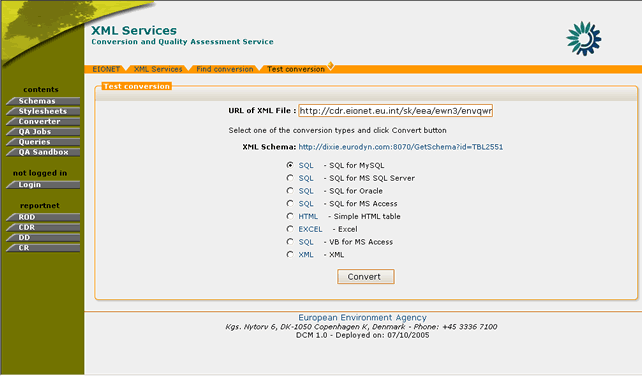 XML Services
Conversion and Quality Assessment Service
EIONET XML Services Find conversion Test conversion
contents
Schemas
Stylesheets
Converter
QA Jobs
Queries
QA Sandbox
not logged in
Login
reportnet
ROD
CDR
DD
CR
Test conversion
URL of XML File : http://cdr.eionet.eu.int/sk/eea/ewn3/envqwr
Select one of the conversion types and click Convert button
XML Schema: http://dixie.eurodyn.com:8070/GetSchema?id=TBL2551
SQL - SQL for MySQL
SQL - SQL for MS SQL Server
SQL - SQL for Oracle
SQL - SQL for MS Access
HTML - Simple HTML table
EXCEL - Excel
SQL - VB for MS Access
XML - XML
Convert
European Environment Agency
Kgs. Nytorv 6, DK-1050 Copenhagen K, Denmark - Phone: +45 3336 7100
DCM 1.0 - Deployed on: 07/10/2005